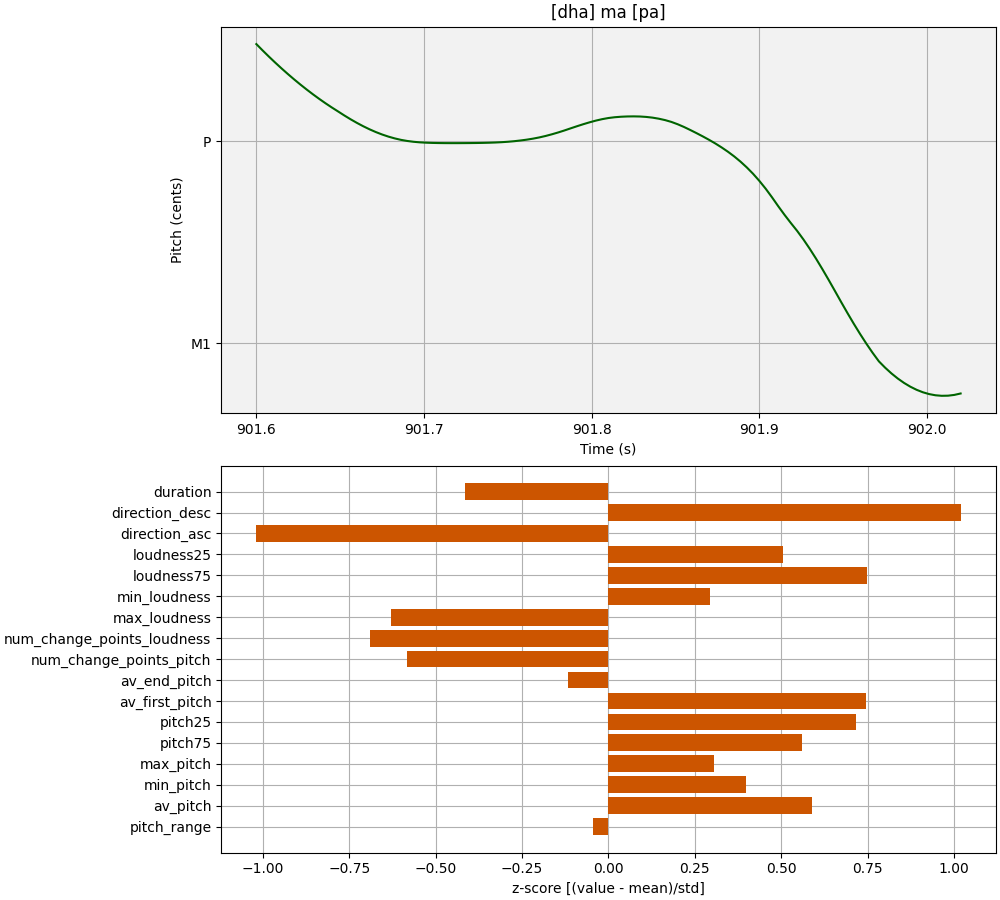 [dha] ma [pa]
Pitch (cents)
P
M1
901.6 901.7 901.8 901.9 902.0
Time (s)
duration
direction_desc
direction_asc
loudness25
loudness75
min_loudness
max_loudness
num_change_points_loudness
num_change_points_pitch
av_end_pitch
av_first_pitch
pitch25
pitch75
max_pitch
min_pitch
av_pitch
pitch_range
−1.00 −0.75 −0.50 −0.25 0.00 0.25 0.50 0.75 1.00
z-score [(value - mean)/std]